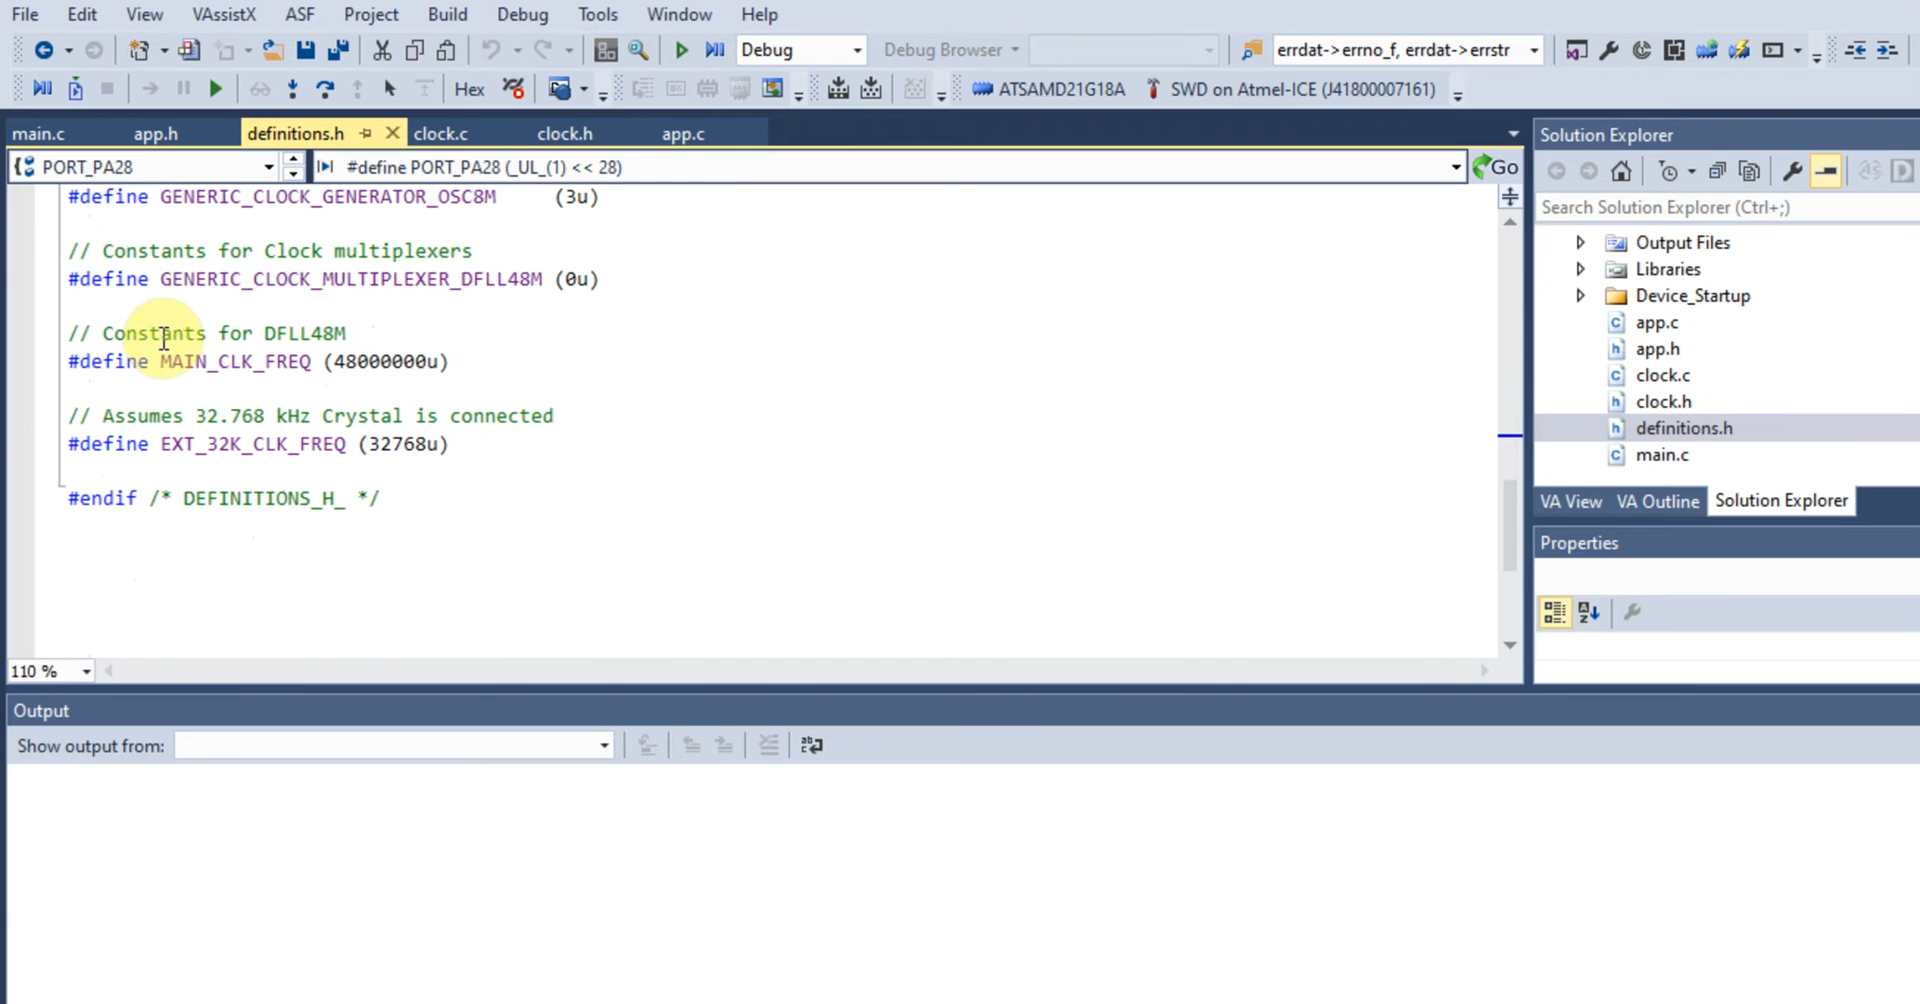 File Edit View VAssistX ASF Project Build Debug Tools Window Help
Debug Debug Browser errdat->errno_f, errdat->errstr
Hex ATSAMD21G18A SWD on Atmel-ICE (J41800007161)
main.c app.h definitions.h clock.c clock.h app.c
PORT_PA28 #define PORT_PA28 (_UL_(1) << 28) Go
#define GENERIC_CLOCK_GENERATOR_OSC8M (3u)
// Constants for Clock multiplexers
#define GENERIC_CLOCK_MULTIPLEXER_DFLL48M (0u)
// Constants for DFLL48M
#define MAIN_CLK_FREQ (48000000u)
// Assumes 32.768 kHz Crystal is connected
#define EXT_32K_CLK_FREQ (32768u)
#endif /* DEFINITIONS_H_ */
110 %
Solution Explorer
Search Solution Explorer (Ctrl+;)
Output Files
Libraries
Device_Startup
app.c
app.h
clock.c
clock.h
definitions.h
main.c
VA View VA Outline Solution Explorer
Properties
Output
Show output from: